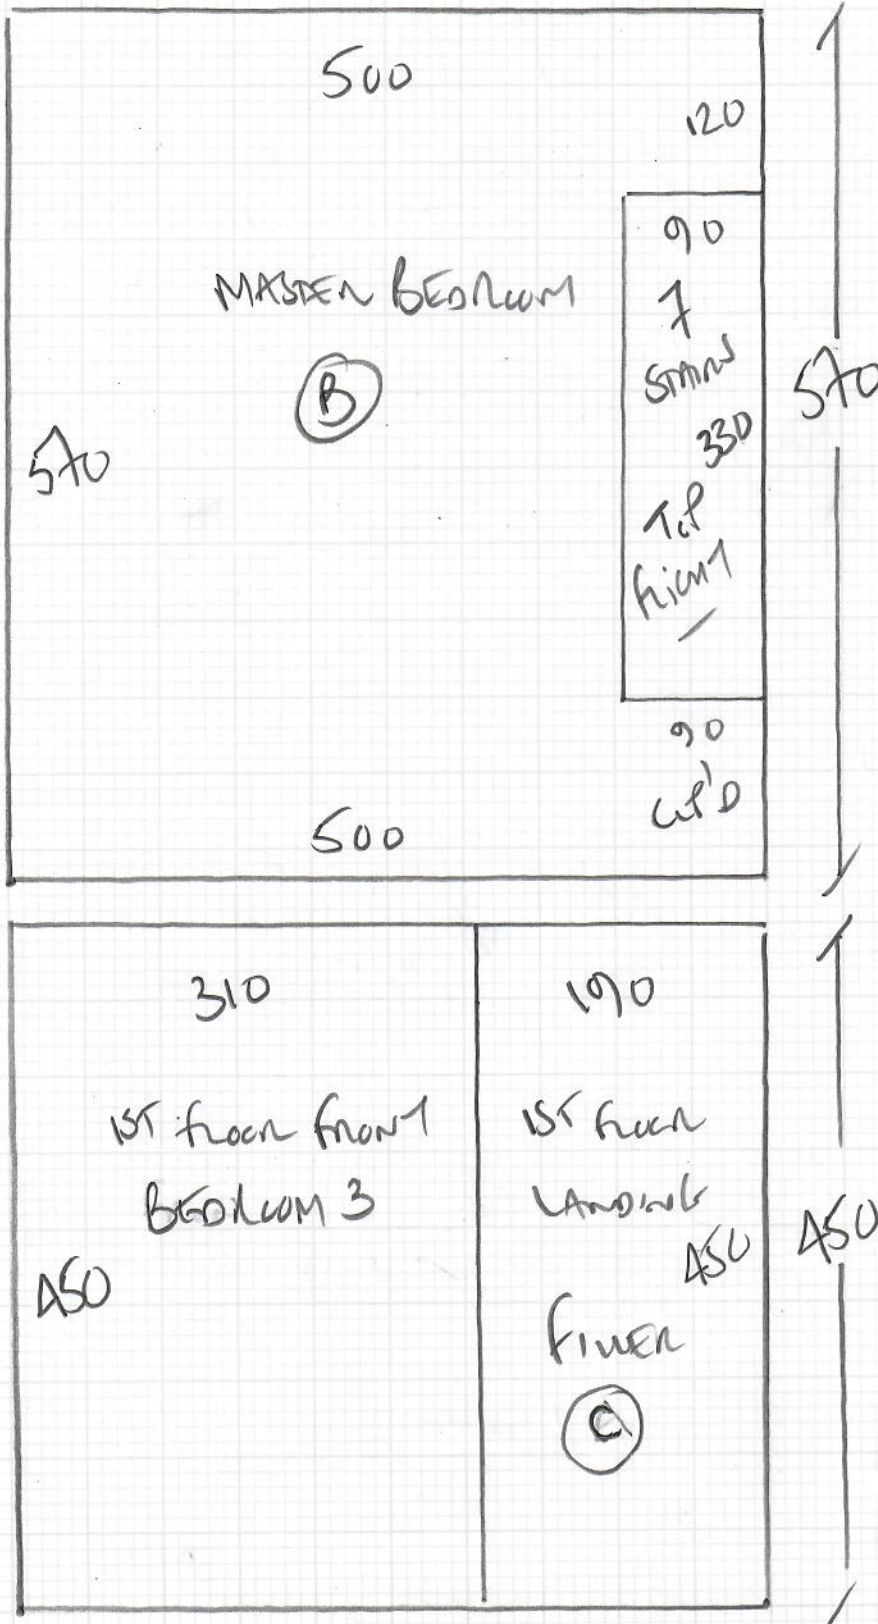 500
120
90
MASTER BEDROOM
7
STAIRS
B
570
330
570
TOP
FLIGHT
90
CUP'D
500
310
190
1ST FLOOR FRONT
1ST FLOOR
BEDROOM 3
LANDING
450
450
450
FILLER
C